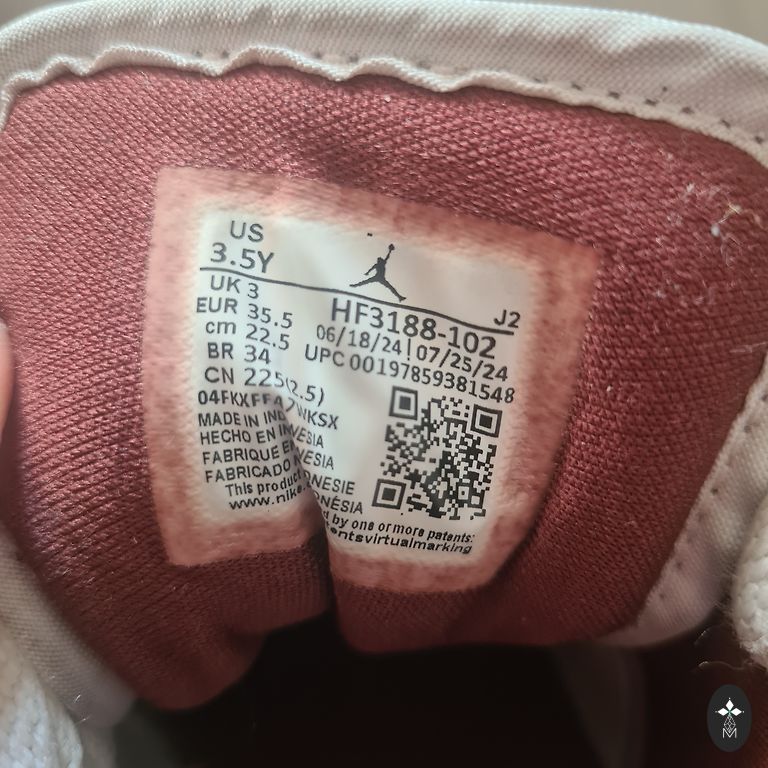 US
3.5Y
UK 3
EUR 35.5
cm 22.5
BR 34
CN 225(2.5)
J2
HF3188-102
06/18/24 | 07/25/24
UPC 00197859381548
MADE IN
HECHO EN
FABRIQUE
FABRICADO
This product
www.nike.
d by one or more patents:
entsvirtualmarking
M